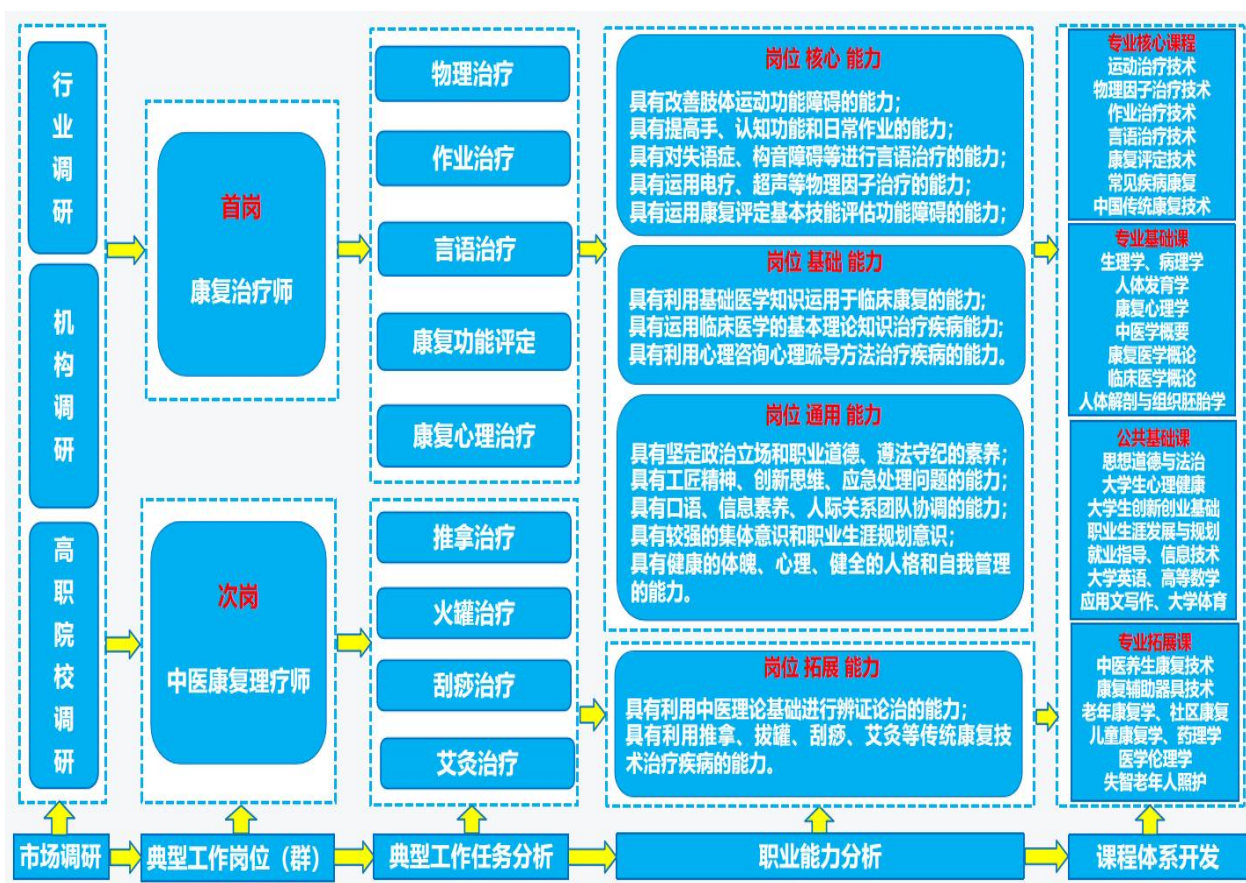 行业调研
机构调研
高职院校调研
首岗
康复治疗师
次岗
中医康复理疗师
物理治疗
作业治疗
言语治疗
康复功能评定
康复心理治疗
推拿治疗
火罐治疗
刮痧治疗
艾灸治疗
岗位 核心 能力
具有改善肢体运动功能障碍的能力；
具有提高手、认知功能和日常作业的能力；
具有对失语症、构音障碍等进行言语治疗的能力；
具有运用电疗、超声等物理因子治疗的能力；
具有运用康复评定基本技能评估功能障碍的能力；
岗位 基础 能力
具有利用基础医学知识运用于临床康复的能力；
具有运用临床医学的基本理论知识治疗疾病能力；
具有利用心理咨询心理疏导方法治疗疾病的能力。
岗位 通用 能力
具有坚定政治立场和职业道德、遵法守纪的素养；
具有工匠精神、创新思维、应急处理问题的能力；
具有口语、信息素养、人际关系团队协调的能力；
具有较强的集体意识和职业生涯规划意识；
具有健康的体魄、心理、健全的人格和自我管理
的能力。
岗位 拓展 能力
具有利用中医理论基础进行辨证论治的能力；
具有利用推拿、拔罐、刮痧、艾灸等传统康复技
术治疗疾病的能力。
专业核心课程
运动治疗技术
物理因子治疗技术
作业治疗技术
言语治疗技术
康复评定技术
常见疾病康复
中国传统康复技术
专业基础课
生理学、病理学
人体发育学
康复心理学
中医学概要
康复医学概论
临床医学概论
人体解剖与组织胚胎学
公共基础课
思想道德与法治
大学生心理健康
大学生创新创业基础
职业生涯发展与规划
就业指导、信息技术
大学英语、高等数学
应用文写作、大学体育
专业拓展课
中医养生康复技术
康复辅助器具技术
老年康复学、社区康复
儿童康复学、药理学
医学伦理学
失智老年人照护
市场调研
典型工作岗位（群）
典型工作任务分析
职业能力分析
课程体系开发